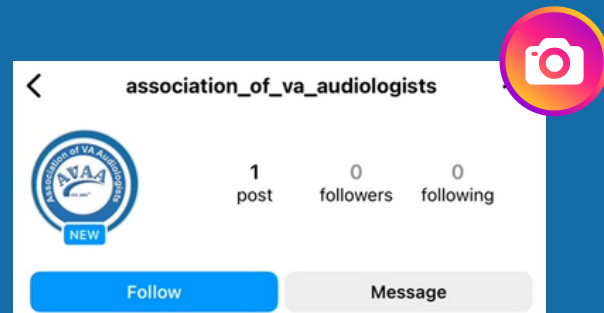 association_of_va_audiologists
Association of VA Audiologists
AVAA
NEW
1
0
0
post
followers
following
Follow
Message